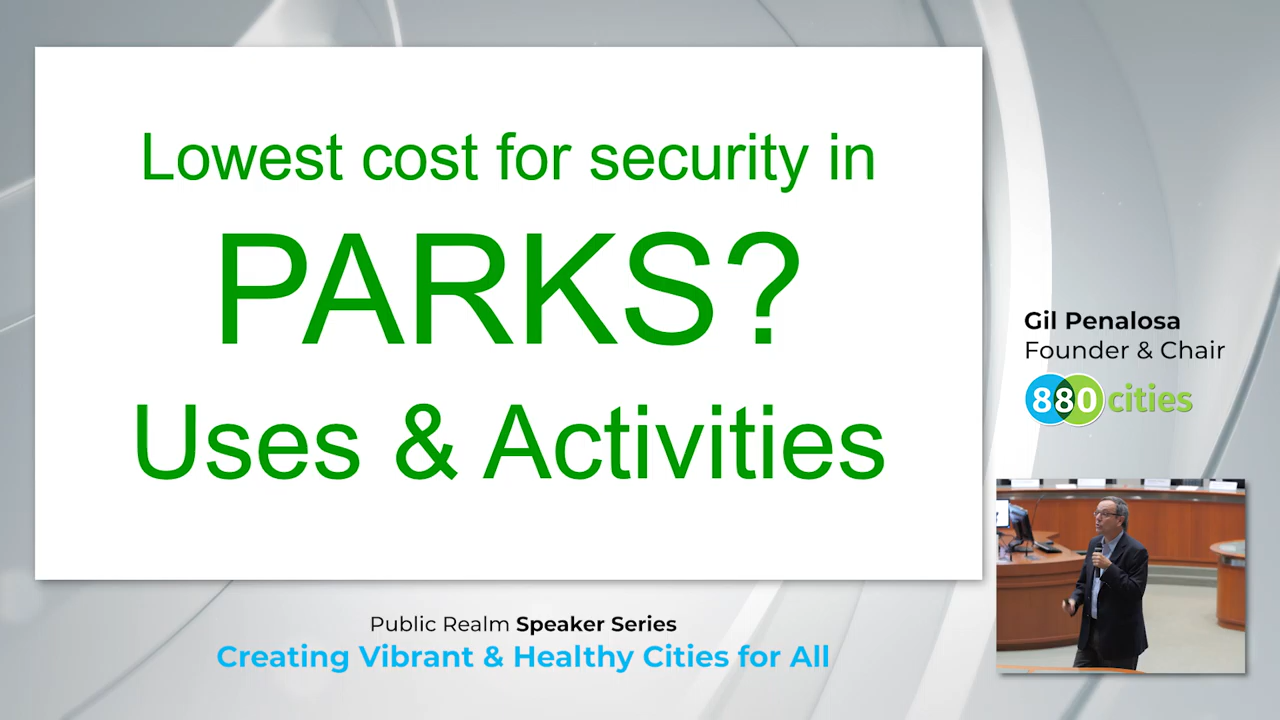 Lowest cost for security in
PARKS?
Uses & Activities
Gil Penalosa
Founder & Chair
880 cities
Public Realm Speaker Series
Creating Vibrant & Healthy Cities for All